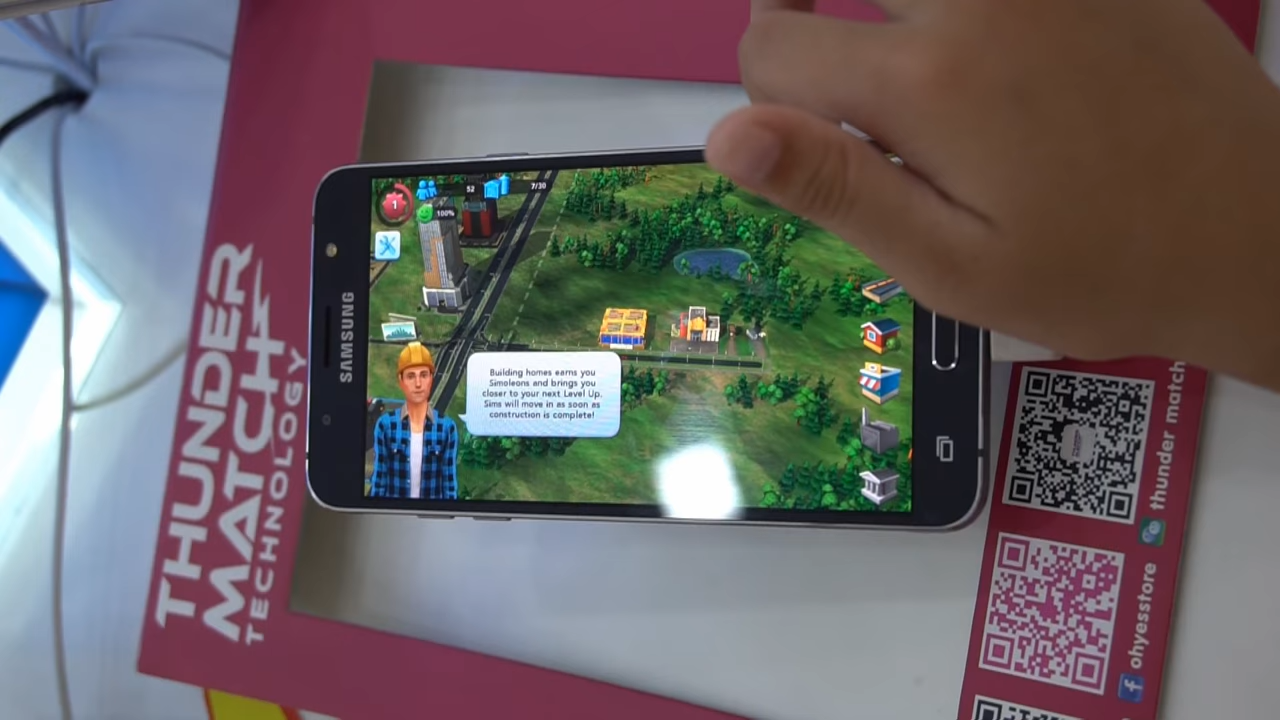 THUNDER
MATCH
TECHNOLOGY
SAMSUNG
1
52
7/30
100%
Building homes earns you
Simoleons and brings you
closer to your next Level Up.
Sims will move in as soon as
construction is complete!
thunder match
ohyesstore